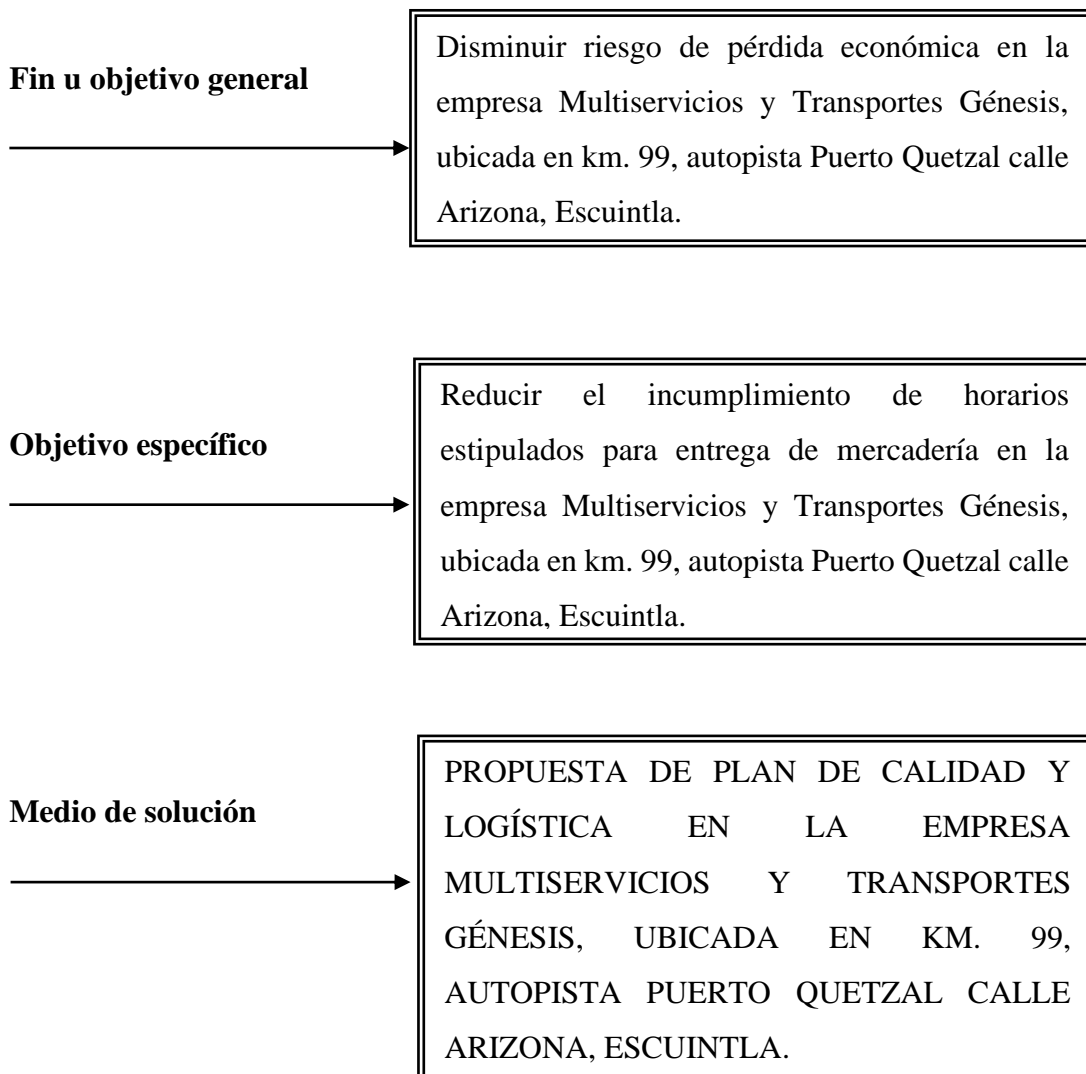 Fin u objetivo general
Disminuir riesgo de pérdida económica en la
empresa Multiservicios y Transportes Génesis,
ubicada en km. 99, autopista Puerto Quetzal calle
Arizona, Escuintla.
Objetivo específico
Reducir el incumplimiento de horarios
estipulados para entrega de mercadería en la
empresa Multiservicios y Transportes Génesis,
ubicada en km. 99, autopista Puerto Quetzal calle
Arizona, Escuintla.
Medio de solución
PROPUESTA DE PLAN DE CALIDAD Y
LOGÍSTICA EN LA EMPRESA
MULTISERVICIOS Y TRANSPORTES
GÉNESIS, UBICADA EN KM. 99,
AUTOPISTA PUERTO QUETZAL CALLE
ARIZONA, ESCUINTLA.